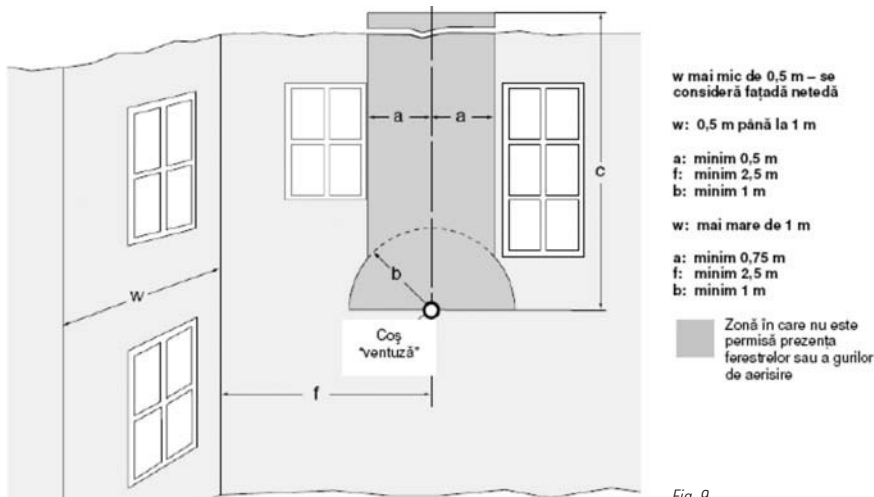 a
a
c
b
w
f
Coș
"ventuză"
w mai mic de 0,5 m – se
consideră fațadă netedă
w: 0,5 m până la 1 m
a: minim 0,5 m
f: minim 2,5 m
b: minim 1 m
w: mai mare de 1 m
a: minim 0,75 m
f: minim 2,5 m
b: minim 1 m
Zonă în care nu este
permisă prezența
ferestrelor sau a gurilor
de aerisire
Fig. 9